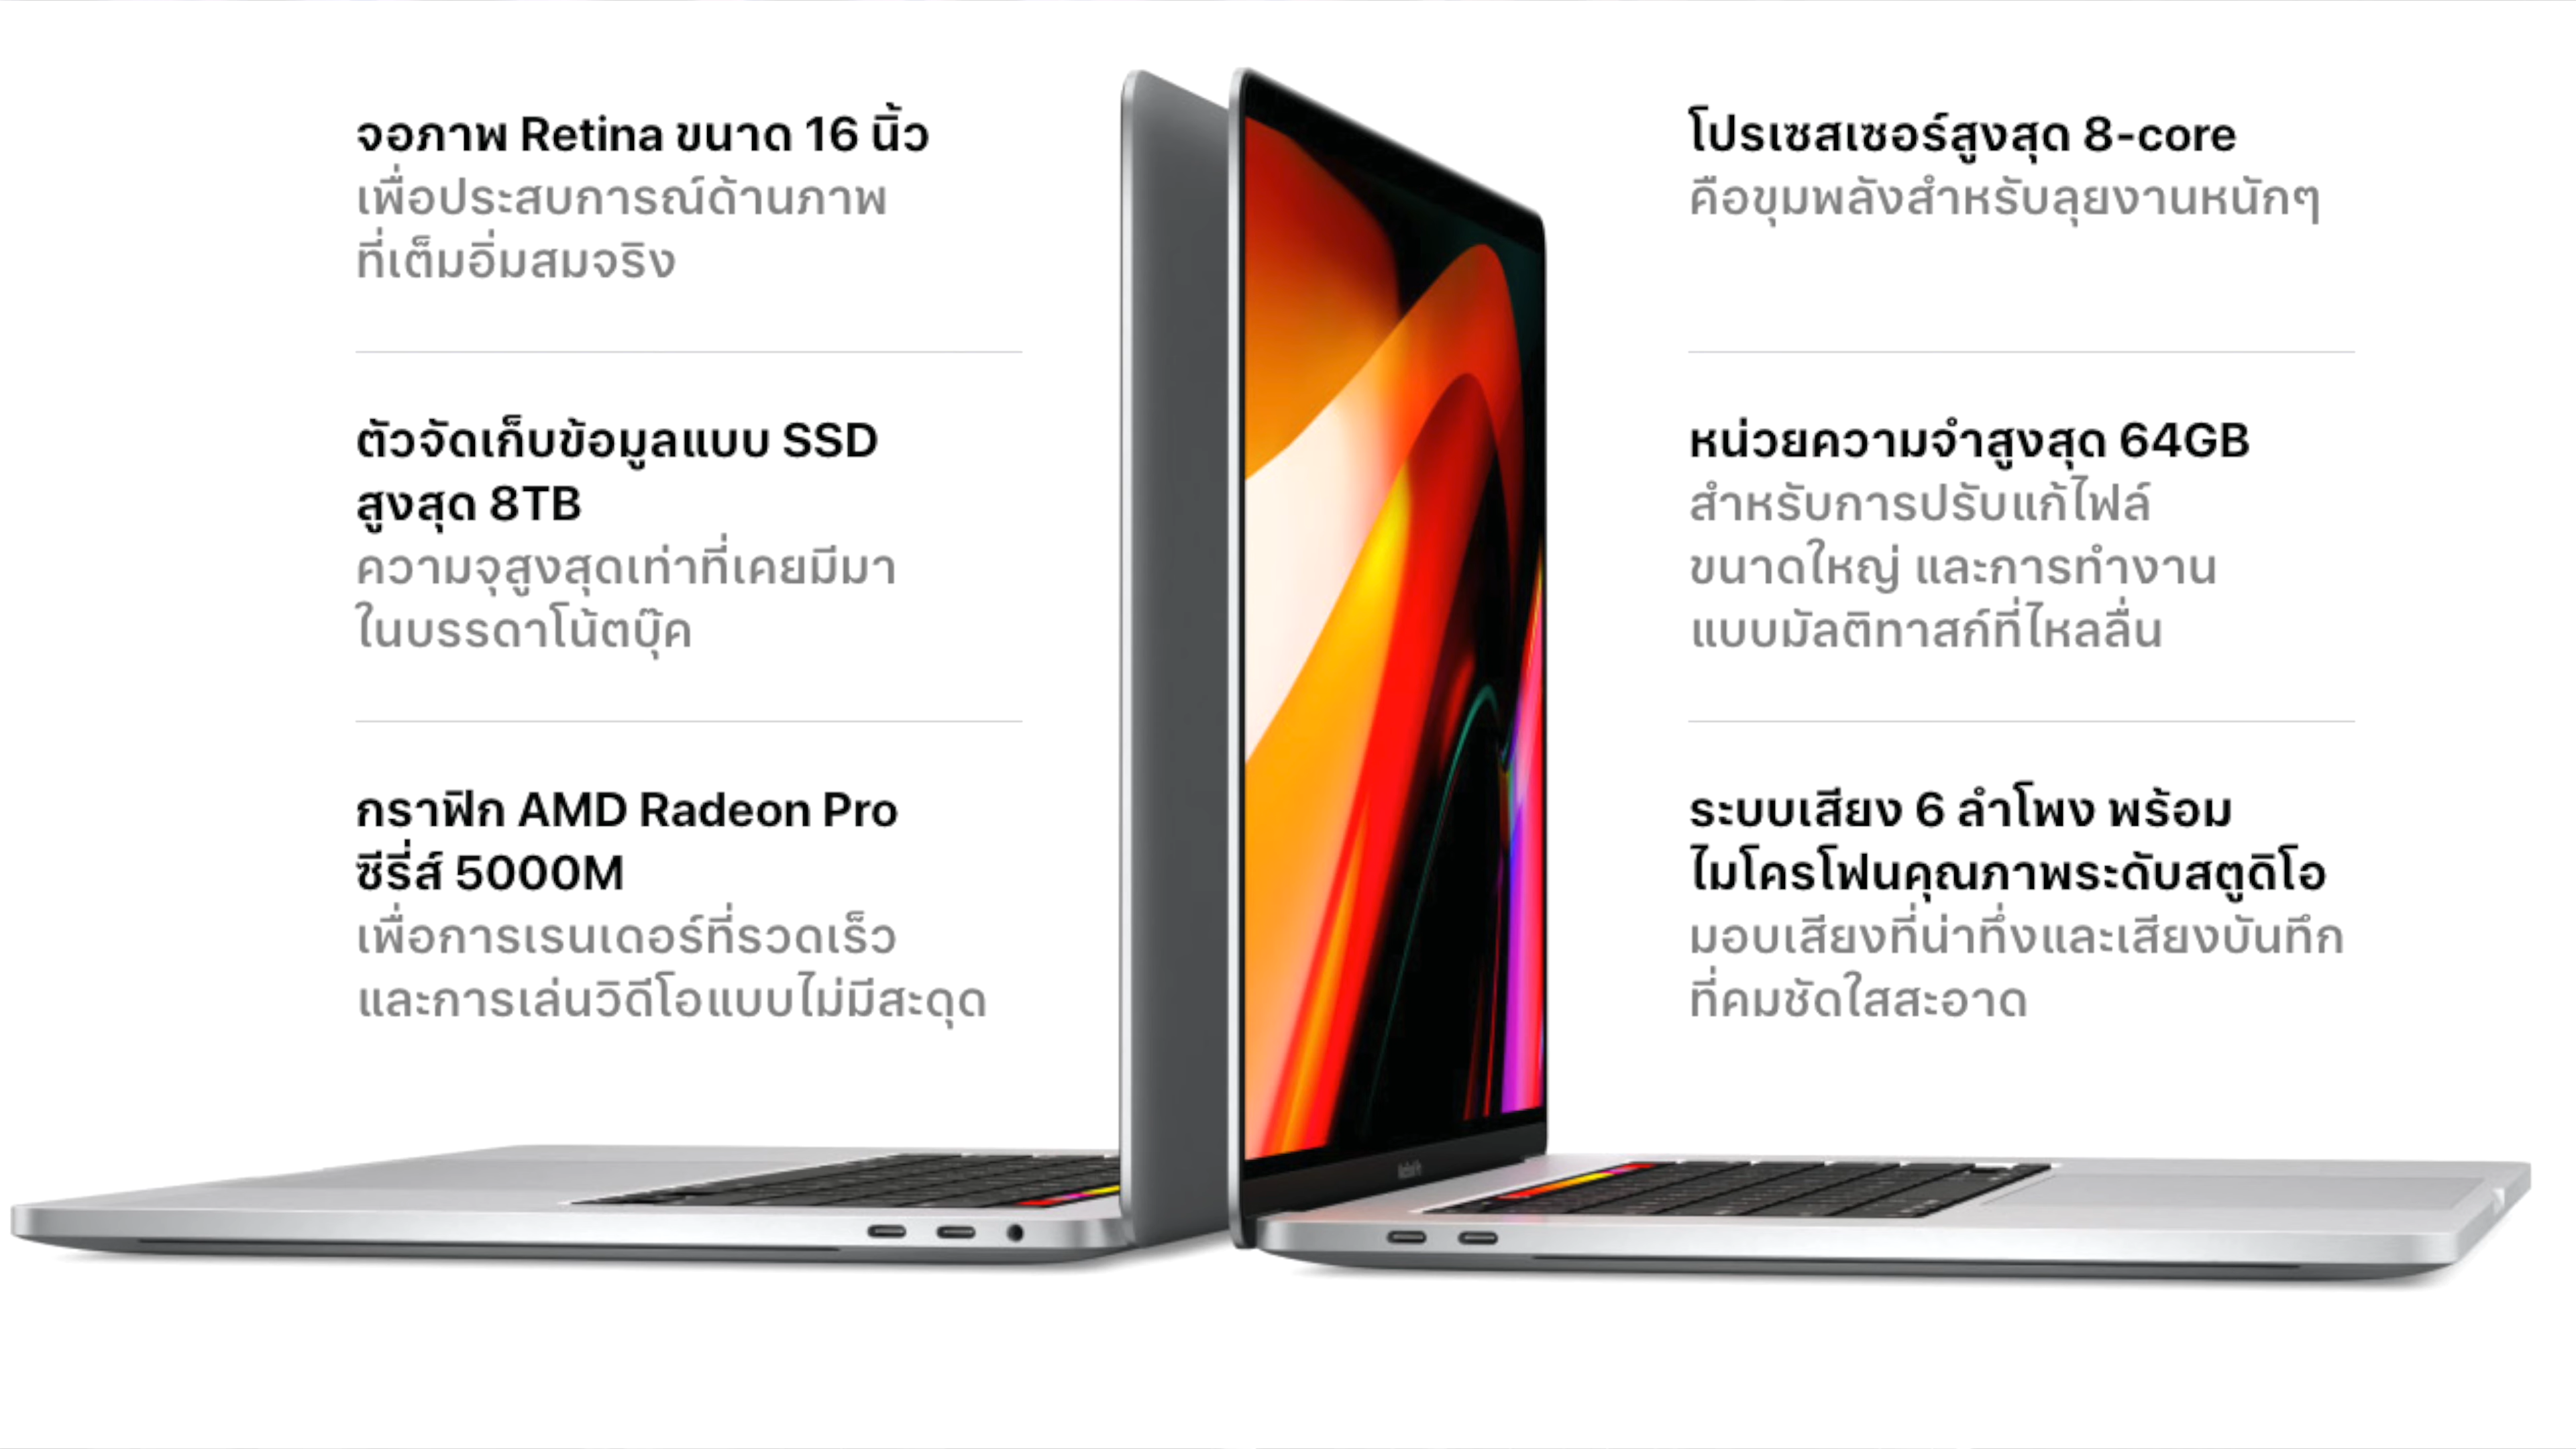 จอภาพ Retina ขนาด 16 นิ้ว
เพื่อประสบการณ์ด้านภาพ
ที่เต็มอิ่มสมจริง
ตัวจัดเก็บข้อมูลแบบ SSD
สูงสุด 8TB
ความจุสูงสุดเท่าที่เคยมีมา
ในบรรดาโน้ตบุ๊ค
กราฟิก AMD Radeon Pro
ซีรี่ส์ 5000M
เพื่อการเรนเดอร์ที่รวดเร็ว
และการเล่นวิดีโอแบบไม่มีสะดุด
โปรเซสเซอร์สูงสุด 8-core
คือขุมพลังสำหรับลุยงานหนักๆ
หน่วยความจำสูงสุด 64GB
สำหรับการปรับแก้ไฟล์
ขนาดใหญ่ และการทำงาน
แบบมัลติทาสก์ที่ไหลลื่น
ระบบเสียง 6 ลำโพง พร้อม
ไมโครโฟนคุณภาพระดับสตูดิโอ
มอบเสียงที่น่าทึ่งและเสียงบันทึก
ที่คมชัดใสสะอาด